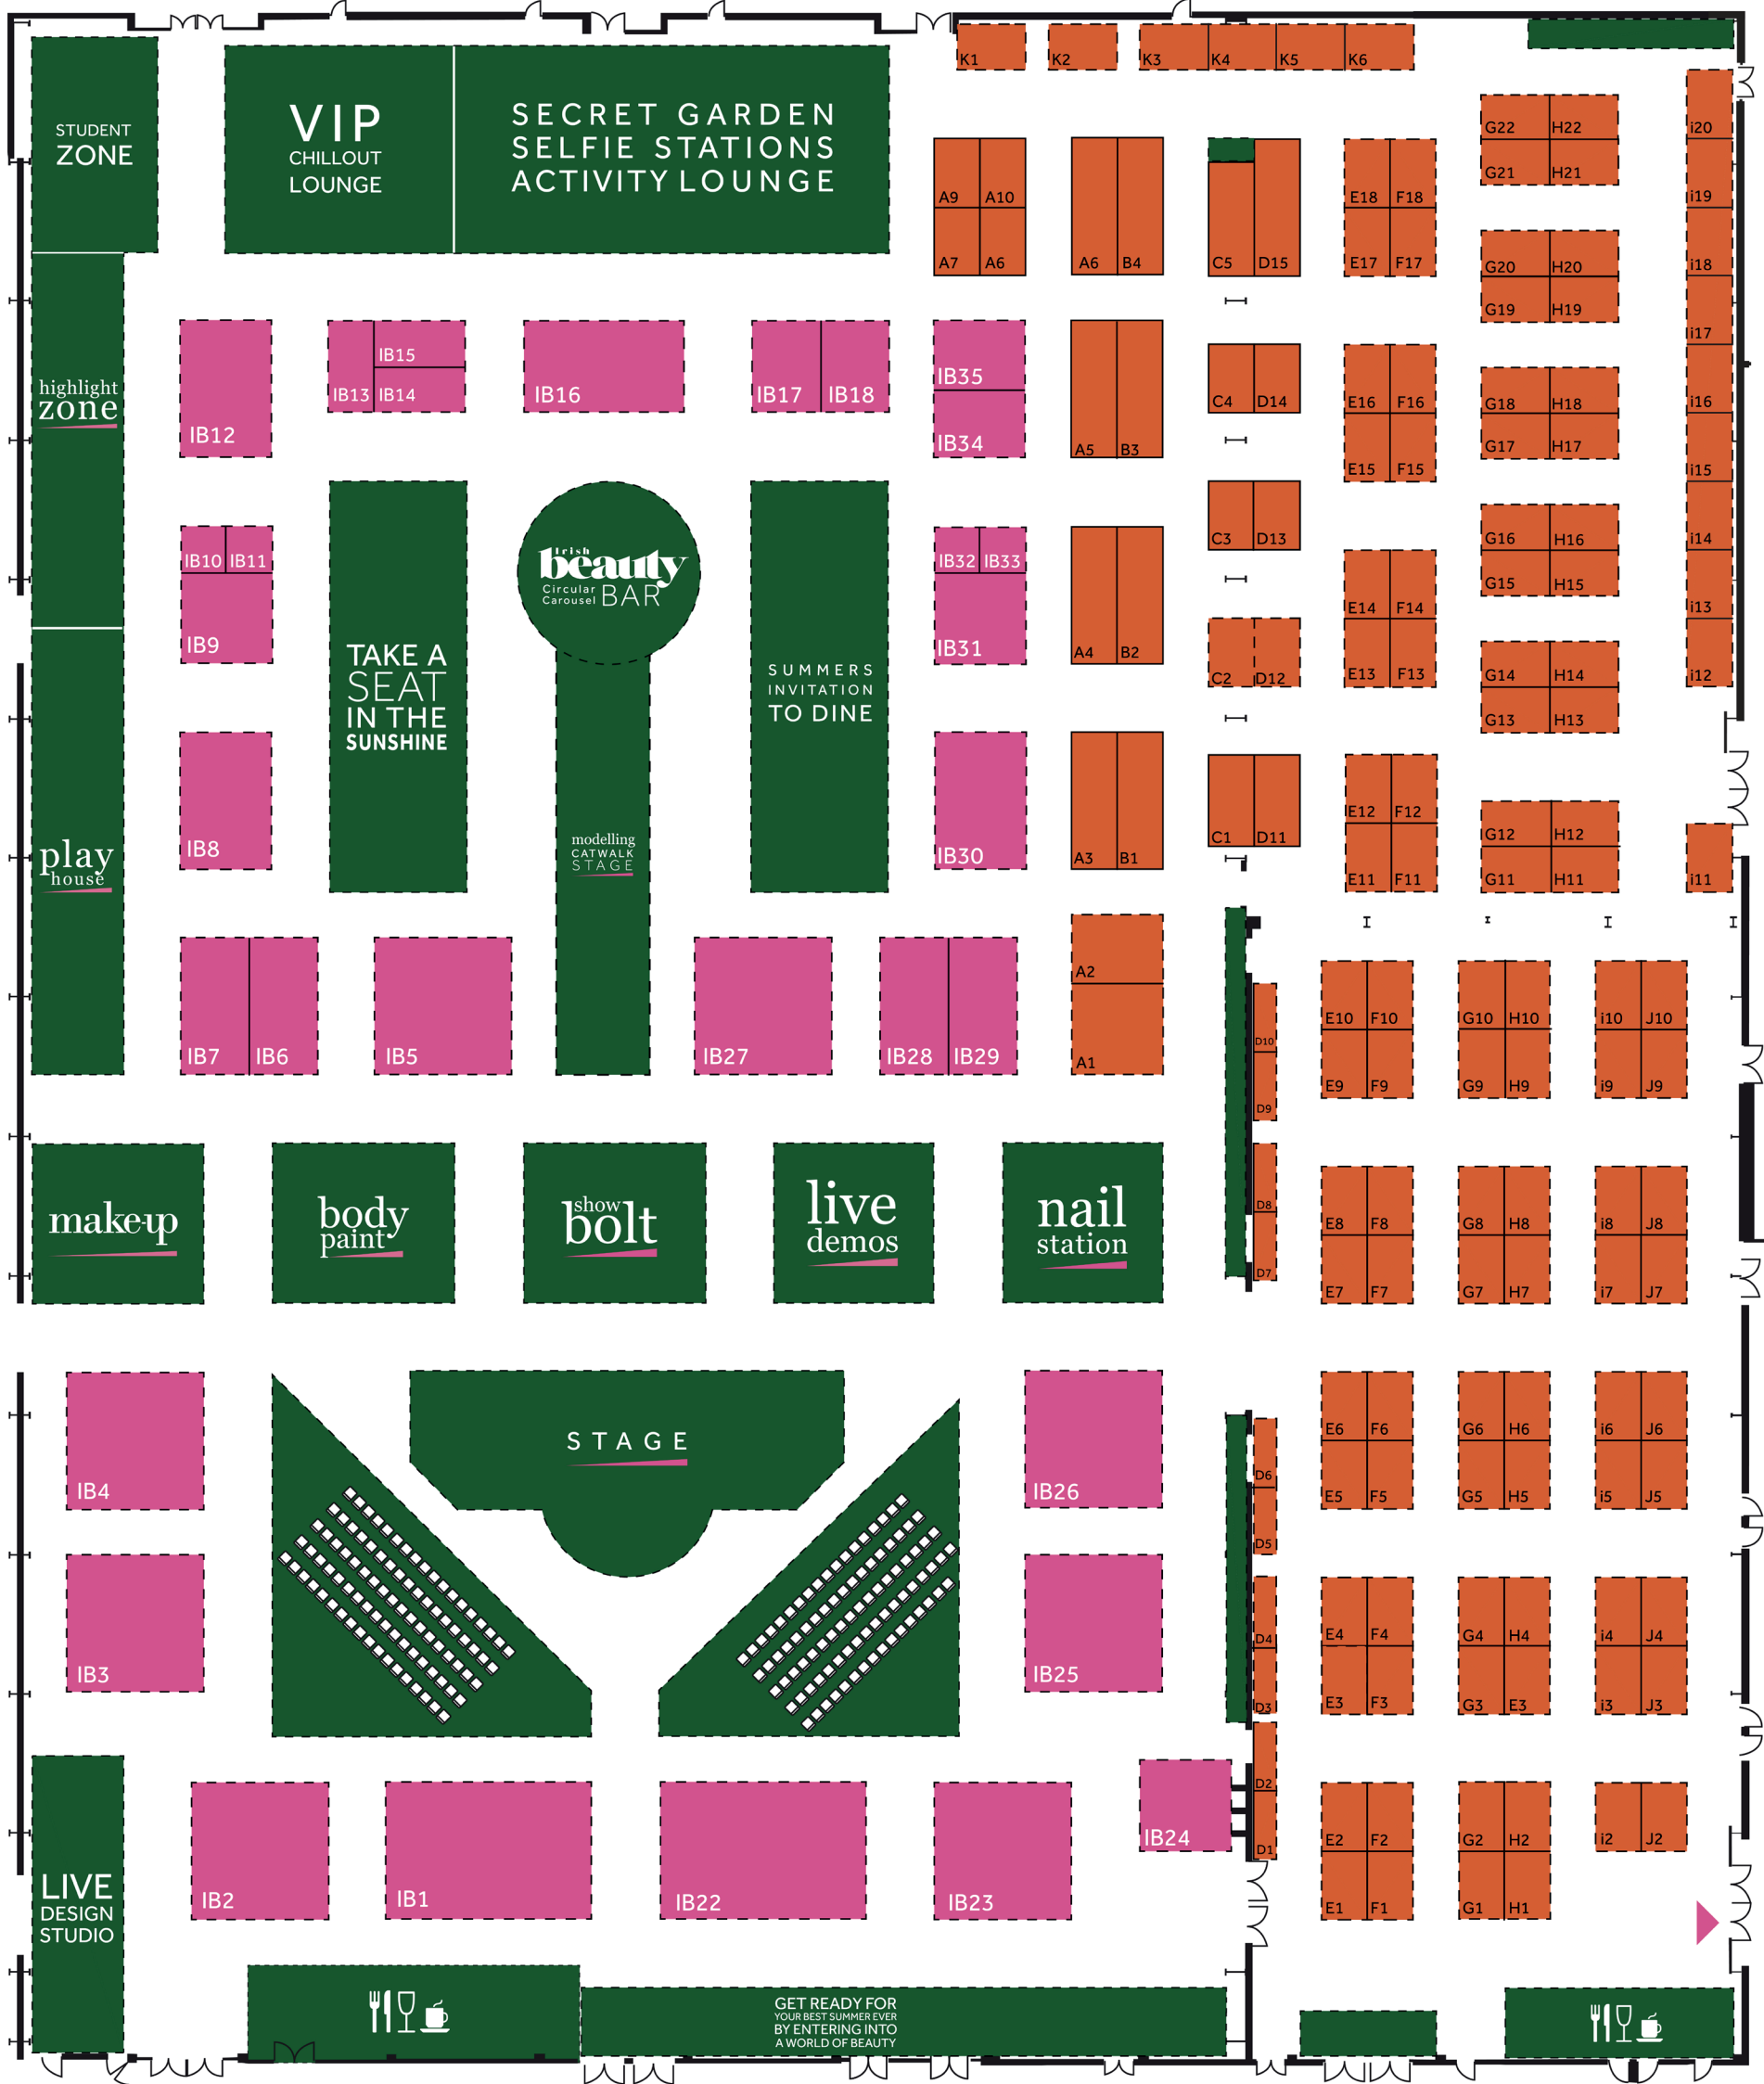 K1
K2
K3
K4
K5
K6
STUDENT
ZONE
VIP
CHILLOUT
LOUNGE
SECRET GARDEN
SELFIE STATIONS
ACTIVITY LOUNGE
A9
A10
A7
A6
A6
B4
C5
D15
E18
F18
E17
F17
G22
H22
G21
H21
G20
H20
G19
H19
i20
i19
i18
i17
i16
i15
i14
i13
i12
highlight
zone
IB12
IB13
IB15
IB14
IB16
IB17
IB18
IB35
IB34
A5
B3
C4
D14
E16
F16
E15
F15
G18
H18
G17
H17
IB10
IB11
IB9
TAKE A
SEAT
IN THE
SUNSHINE
Irish
beauty
Circular
Carousel
BAR
SUMMERS
INVITATION
TO DINE
IB32
IB33
IB31
A4
B2
C3
D13
C2
D12
E14
F14
E13
F13
G16
H16
G15
H15
G14
H14
G13
H13
play
house
IB8
modelling
CATWALK
STAGE
IB30
A3
B1
C1
D11
E12
F12
E11
F11
G12
H12
G11
H11
i11
IB7
IB6
IB5
IB27
IB28
IB29
A2
A1
D10
D9
E10
F10
E9
F9
G10
H10
G9
H9
i10
J10
i9
J9
make-up
body
paint
show
bolt
live
demos
nail
station
D8
D7
E8
F8
E7
F7
G8
H8
G7
H7
i8
J8
i7
J7
IB4
STAGE
IB26
D6
D5
E6
F6
E5
F5
G6
H6
G5
H5
i6
J6
i5
J5
IB3
IB25
D4
D3
E4
F4
E3
F3
G4
H4
G3
E3
i4
J4
i3
J3
LIVE
DESIGN
STUDIO
IB2
IB1
IB22
IB23
IB24
D2
D1
E2
F2
E1
F1
G2
H2
G1
H1
i2
J2
GET READY FOR
YOUR BEST SUMMER EVER
BY ENTERING INTO
A WORLD OF BEAUTY